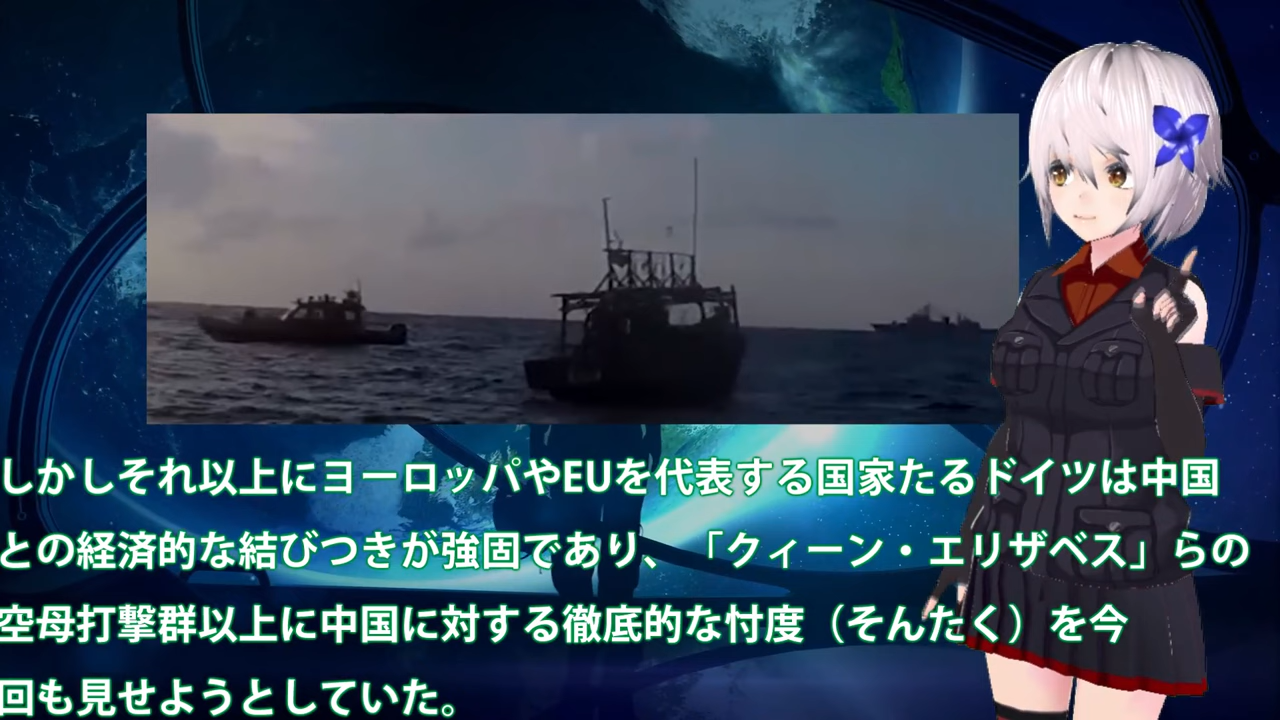 しかしそれ以上にヨーロッパやEUを代表する国家たるドイツは中国
との経済的な結びつきが強固であり、「クィーン・エリザベス」らの
空母打撃群以上に中国に対する徹底的な忖度（そんたく）を今
回も見せようとしていた。